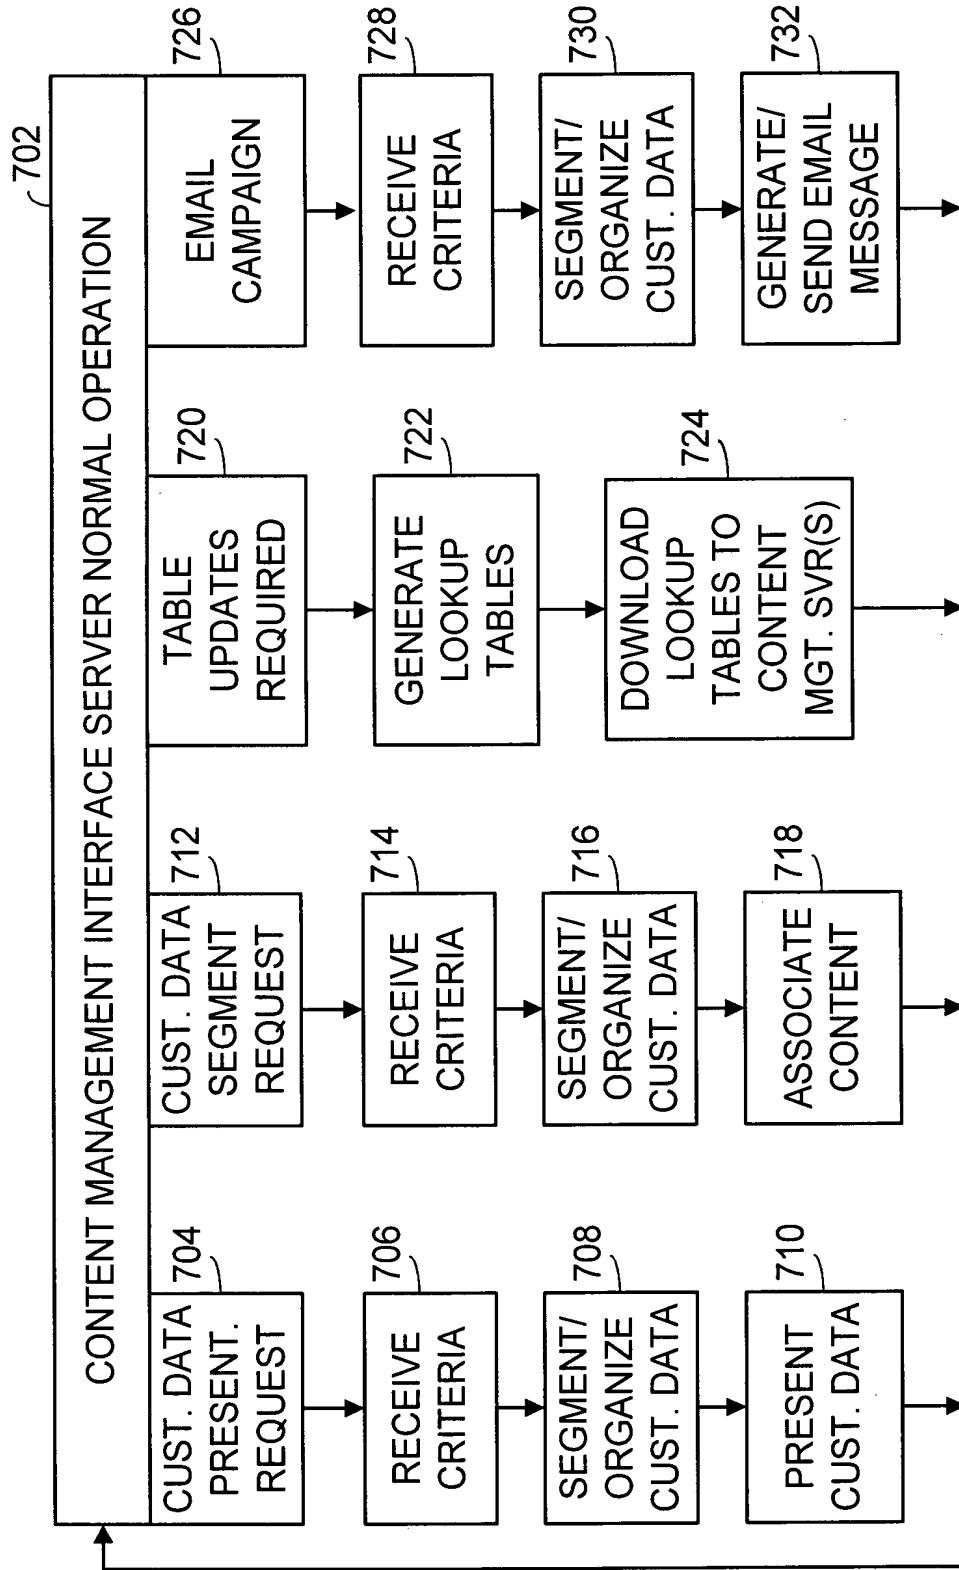 702
CONTENT MANAGEMENT INTERFACE SERVER NORMAL OPERATION
704
CUST. DATA
PRESENT.
REQUEST
706
RECEIVE
CRITERIA
708
SEGMENT/
ORGANIZE
CUST. DATA
710
PRESENT
CUST. DATA
712
CUST. DATA
SEGMENT
REQUEST
714
RECEIVE
CRITERIA
716
SEGMENT/
ORGANIZE
CUST. DATA
718
ASSOCIATE
CONTENT
720
TABLE
UPDATES
REQUIRED
722
GENERATE
LOOKUP
TABLES
724
DOWNLOAD
LOOKUP
TABLES TO
CONTENT
MGT. SVR(S)
726
EMAIL
CAMPAIGN
728
RECEIVE
CRITERIA
730
SEGMENT/
ORGANIZE
CUST. DATA
732
GENERATE/
SEND EMAIL
MESSAGE